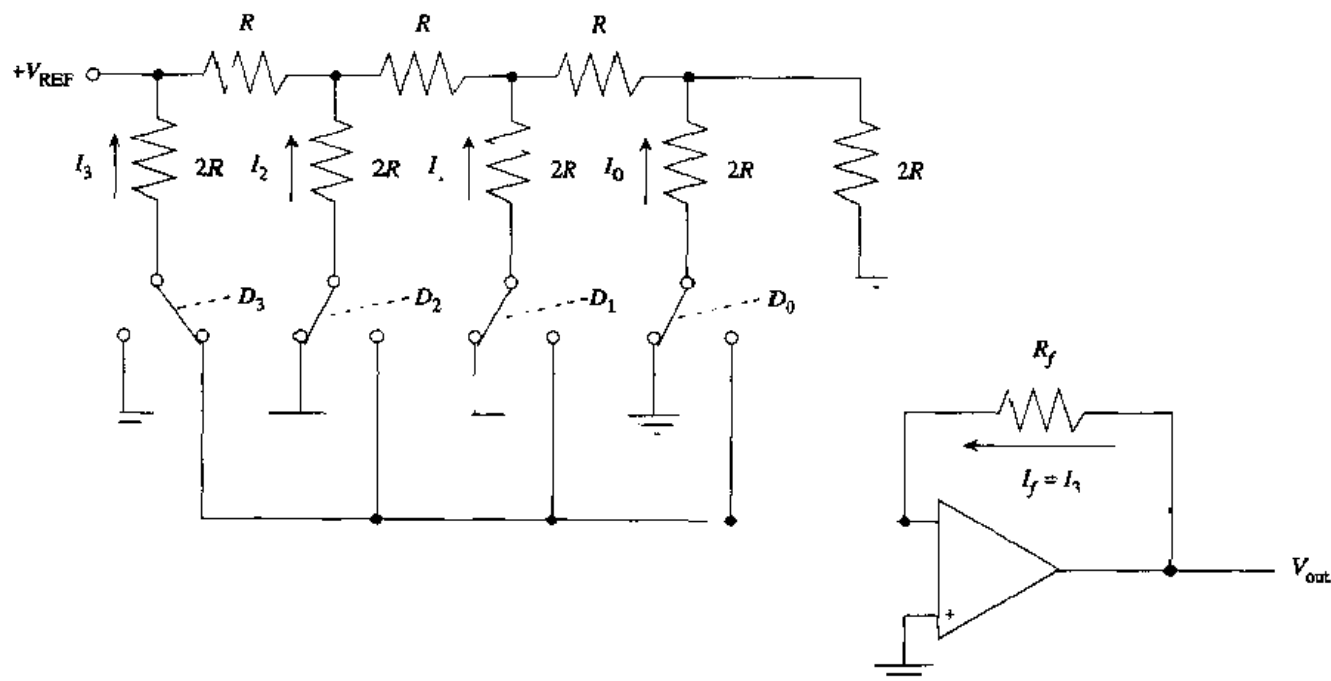 R R R
+V_REF
I_3 2R I_2 2R I 2R I_0 2R 2R
D_3 D_2 D_1 D_0
R_f
I_f = I_3
+
V_out